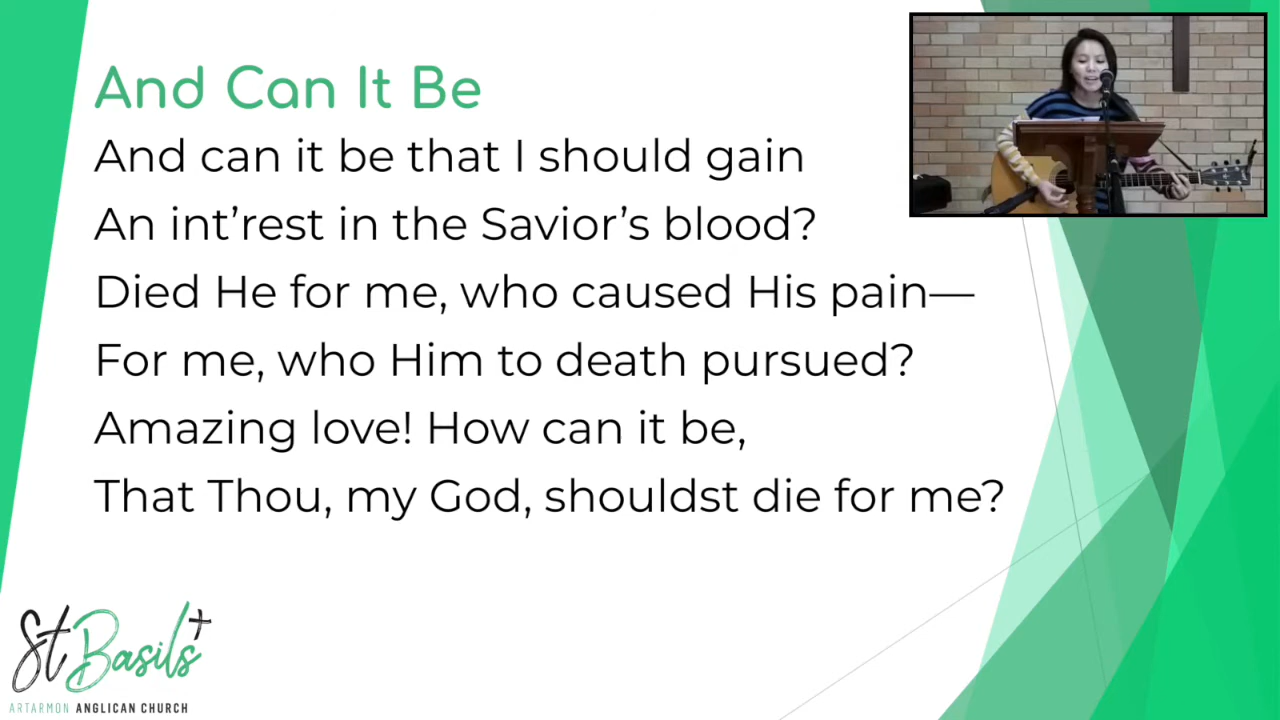 And Can It Be
And can it be that I should gain
An int’rest in the Savior’s blood?
Died He for me, who caused His pain—
For me, who Him to death pursued?
Amazing love! How can it be,
That Thou, my God, shouldst die for me?
St Basils
ARTARMON ANGLICAN CHURCH